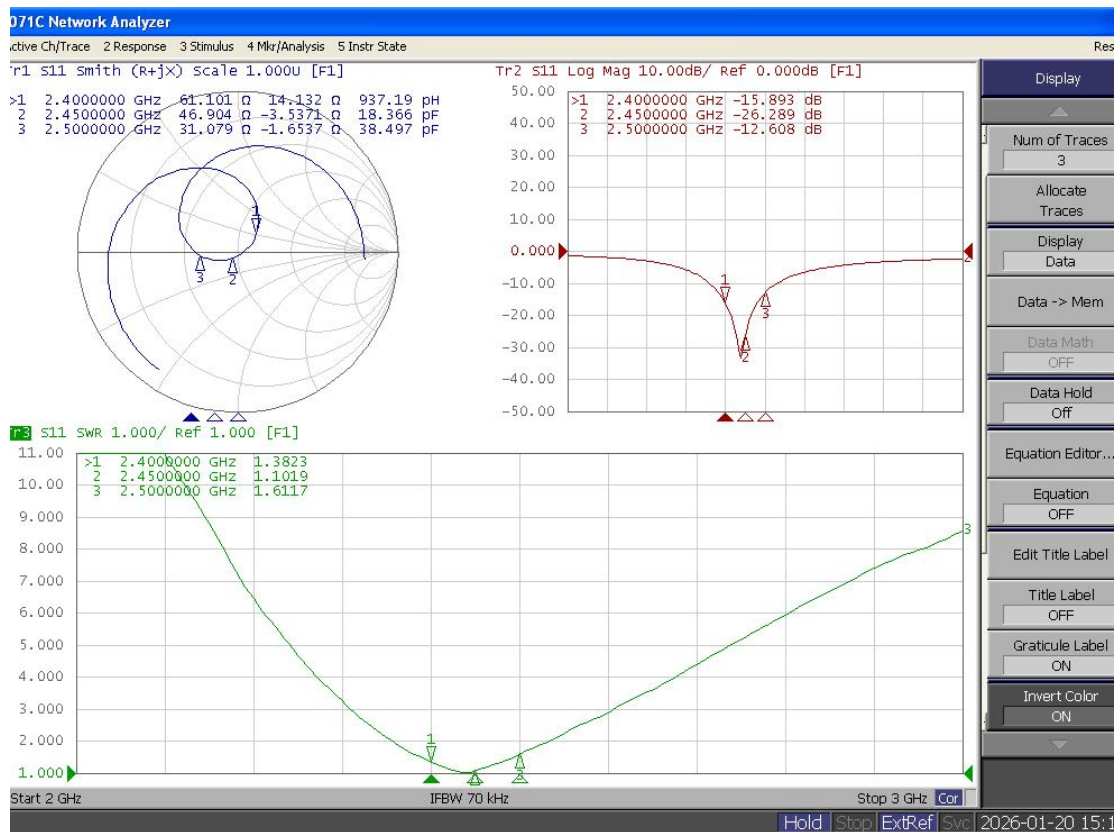 071C Network Analyzer
Active Ch/Trace 2 Response 3 Stimulus 4 Mkr/Analysis 5 Instr State
Res
Tr1 S11 Smith (R+jX) Scale 1.000U [F1]
>1 2.4000000 GHz 61.101 Ω 14.132 Ω 937.19 pH
2 2.4500000 GHz 46.904 Ω -3.5371 Ω 18.366 pF
3 2.5000000 GHz 31.079 Ω -1.6537 Ω 38.497 pF
1
3
2
Tr2 S11 Log Mag 10.00dB/ Ref 0.000dB [F1]
50.00
40.00
30.00
20.00
10.00
0.000
-10.00
-20.00
-30.00
-40.00
-50.00
>1 2.4000000 GHz -15.893 dB
2 2.4500000 GHz -26.289 dB
3 2.5000000 GHz -12.608 dB
1
3
2
2
Tr3 S11 SWR 1.000/ Ref 1.000 [F1]
11.00
10.00
9.000
8.000
7.000
6.000
5.000
4.000
3.000
2.000
1.000
>1 2.4000000 GHz 1.3823
2 2.4500000 GHz 1.1019
3 2.5000000 GHz 1.6117
1
3
Start 2 GHz
IFBW 70 kHz
Stop 3 GHz
Cor
Display
Num of Traces
3
Allocate
Traces
Display
Data
Data -> Mem
Data Math
OFF
Data Hold
Off
Equation Editor...
Equation
OFF
Edit Title Label
Title Label
OFF
Graticule Label
ON
Invert Color
ON
Hold Stop ExtRef Svc 2026-01-20 15:1